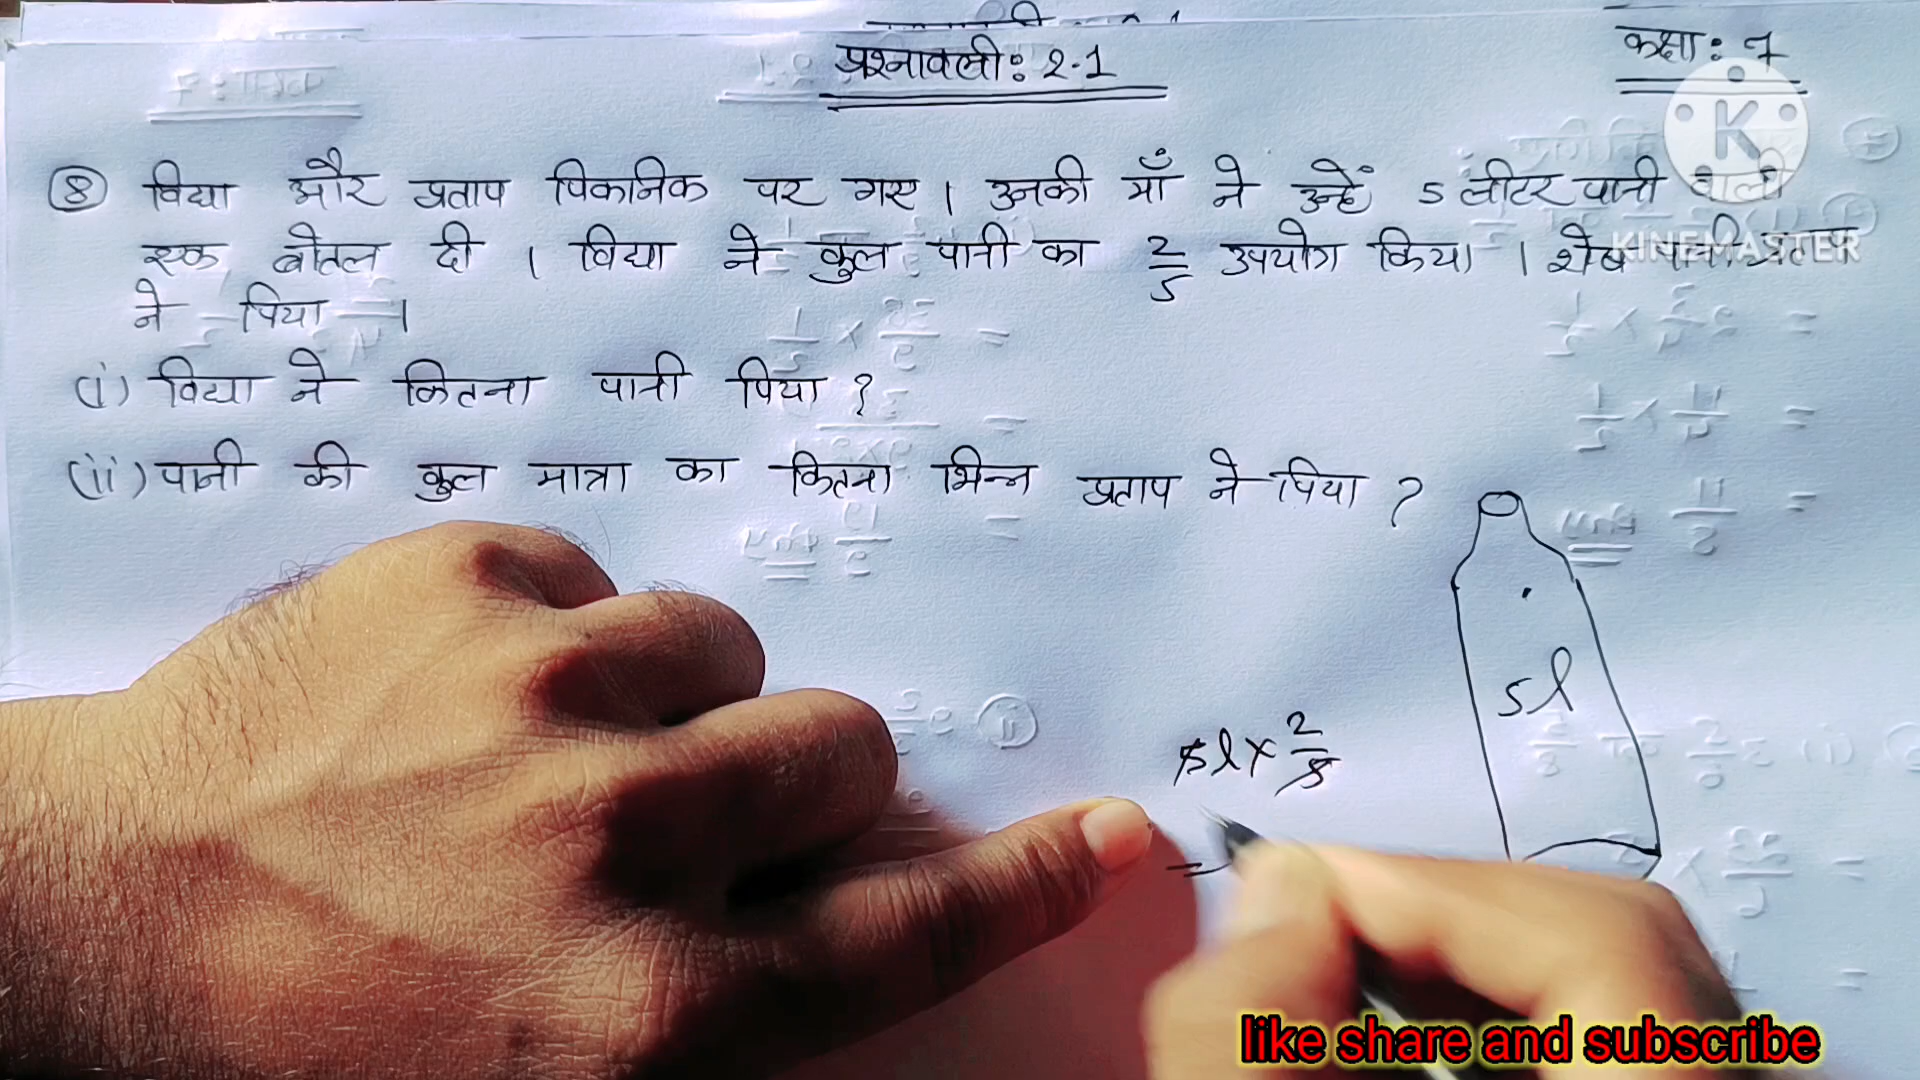 प्रश्नावली: 2.1
कक्षा: 7
⑧ विद्या और प्रताप पिकनिक पर गए । उनकी माँ ने उन्हें 5 लीटर पानी वाली
एक बोतल दी । विद्या ने कुल पानी का 2/5 उपयोग किया । शेष पानी प्रताप
ने पिया ।
(i) विद्या ने कितना पानी पिया ?
(ii) पानी की कुल मात्रा का कितना भिन्न प्रताप ने पिया ?
5l
5l × 2/5
=
KINEMASTER
like share and subscribe